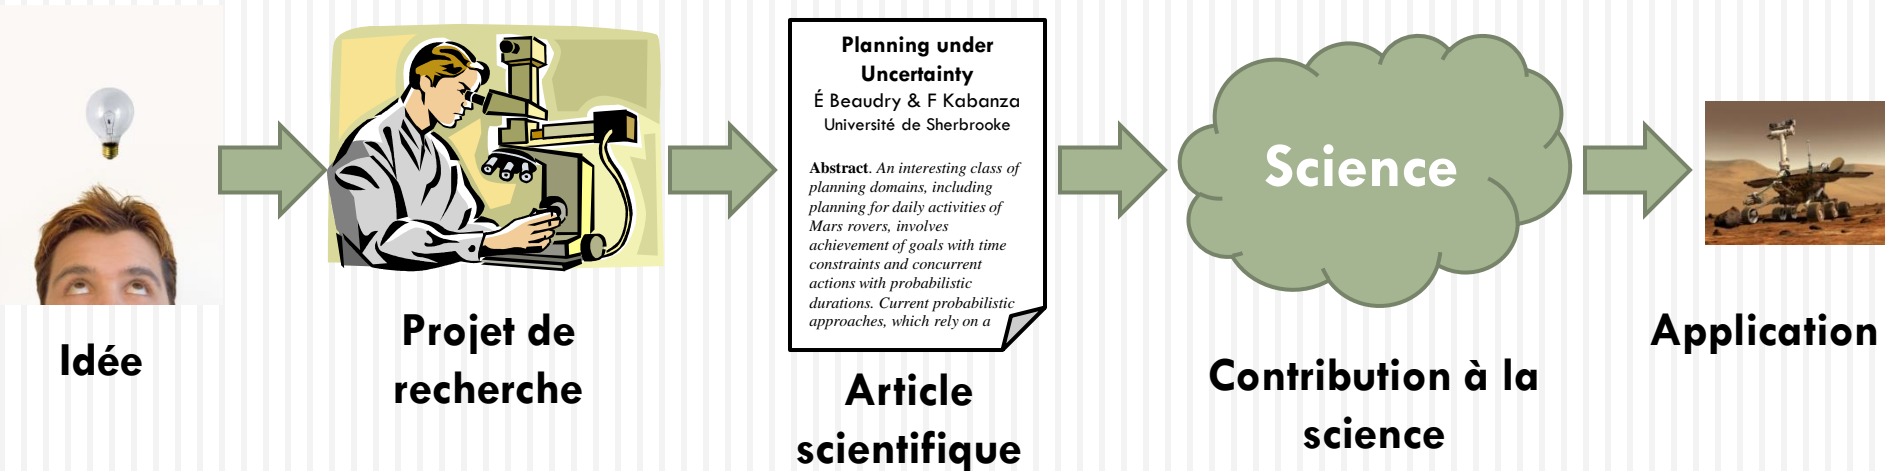 Idée
Projet de
recherche
Planning under
Uncertainty
É Beaudry & F Kabanza
Université de Sherbrooke
Abstract. An interesting class of
planning domains, including
planning for daily activities of
Mars rovers, involves
achievement of goals with time
constraints and concurrent
actions with probabilistic
durations. Current probabilistic
approaches, which rely on a
Article
scientifique
Science
Contribution à la
science
Application